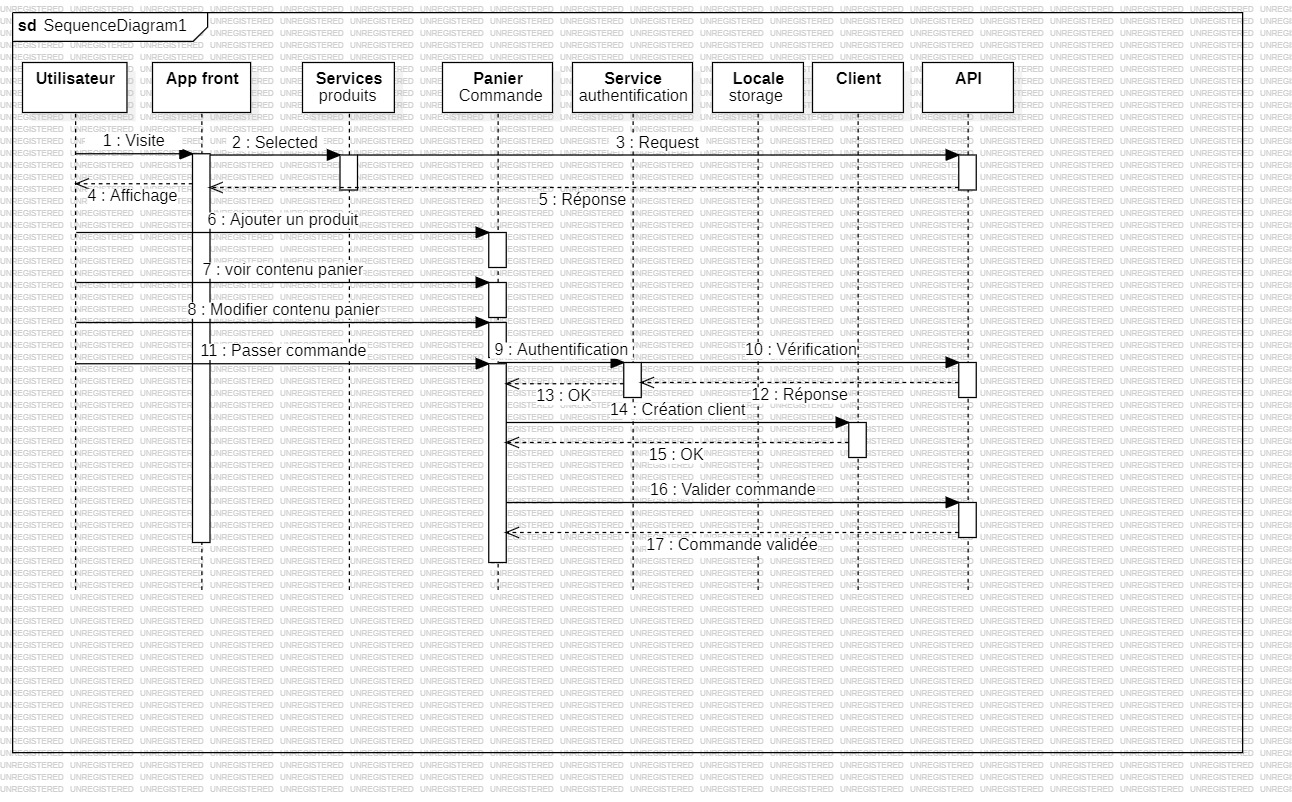 sd SequenceDiagram1
Utilisateur
App front
Services
produits
Panier
Commande
Service
authentification
Locale
storage
Client
API
1 : Visite
2 : Selected
3 : Request
4 : Affichage
5 : Réponse
6 : Ajouter un produit
7 : voir contenu panier
8 : Modifier contenu panier
11 : Passer commande
9 : Authentification
10 : Vérification
13 : OK
12 : Réponse
14 : Création client
15 : OK
16 : Valider commande
17 : Commande validée
UNREGISTERED